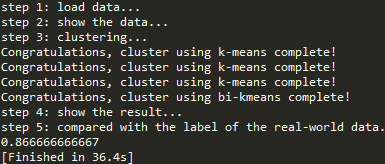 step 1: load data...
step 2: show the data...
step 3: clustering...
Congratulations, cluster using k-means complete!
Congratulations, cluster using k-means complete!
Congratulations, cluster using k-means complete!
Congratulations, cluster using bi-kmeans complete!
step 4: show the result...
step 5: compared with the label of the real-world data.
0.866666666667
[Finished in 36.4s]